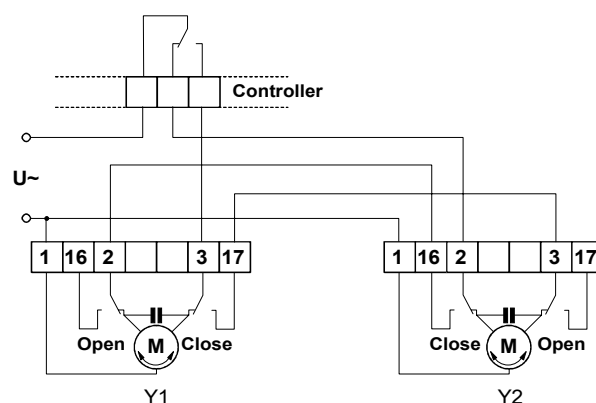 Controller
U~
1 16 2 3 17
1 16 2 3 17
Open M Close
Close M Open
Y1
Y2